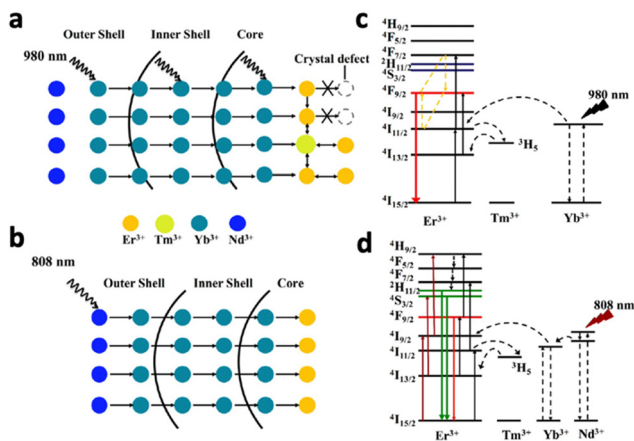 a
Outer Shell Inner Shell Core
Crystal defect
980 nm
Er³⁺ Tm³⁺ Yb³⁺ Nd³⁺
b
808 nm
Outer Shell Inner Shell Core
c
⁴H₉/₂
⁴F₅/₂
⁴F₇/₂
²H₁₁/₂
⁴S₃/₂
⁴F₉/₂
⁴I₉/₂
⁴I₁₁/₂
⁴I₁₃/₂
⁴I₁₅/₂
980 nm
³H₅
Er³⁺ Tm³⁺ Yb³⁺
d
⁴H₉/₂
⁴F₅/₂
⁴F₇/₂
²H₁₁/₂
⁴S₃/₂
⁴F₉/₂
⁴I₉/₂
⁴I₁₁/₂
⁴I₁₃/₂
⁴I₁₅/₂
808 nm
³H₅
Er³⁺ Tm³⁺ Yb³⁺ Nd³⁺